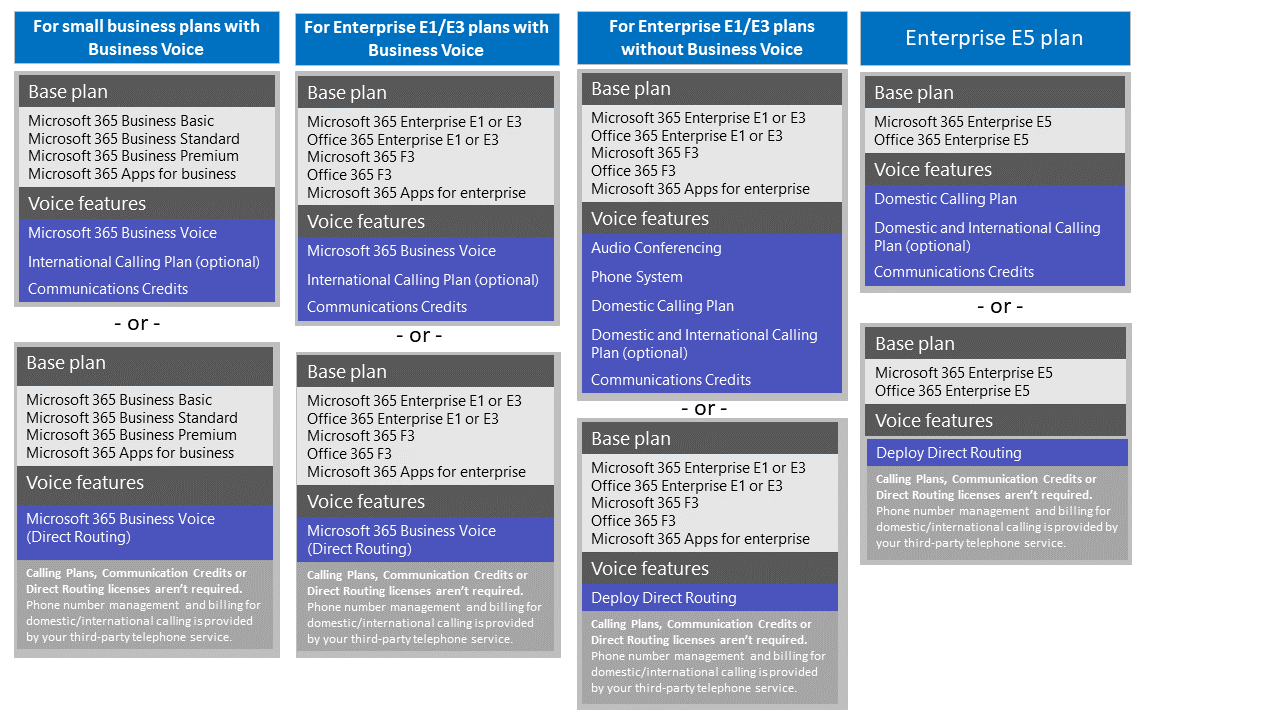 For small business plans with
Business Voice
Base plan
Microsoft 365 Business Basic
Microsoft 365 Business Standard
Microsoft 365 Business Premium
Microsoft 365 Apps for business
Voice features
Microsoft 365 Business Voice
International Calling Plan (optional)
Communications Credits
- or -
Base plan
Microsoft 365 Business Basic
Microsoft 365 Business Standard
Microsoft 365 Business Premium
Microsoft 365 Apps for business
Voice features
Microsoft 365 Business Voice
(Direct Routing)
Calling Plans, Communication Credits or
Direct Routing licenses aren't required.
Phone number management and billing for
domestic/international calling is provided
by your third-party telephone service.
For Enterprise E1/E3 plans with
Business Voice
Base plan
Microsoft 365 Enterprise E1 or E3
Office 365 Enterprise E1 or E3
Microsoft 365 F3
Office 365 F3
Microsoft 365 Apps for enterprise
Voice features
Microsoft 365 Business Voice
International Calling Plan (optional)
Communications Credits
- or -
Base plan
Microsoft 365 Enterprise E1 or E3
Office 365 Enterprise E1 or E3
Microsoft 365 F3
Office 365 F3
Microsoft 365 Apps for enterprise
Voice features
Microsoft 365 Business Voice
(Direct Routing)
Calling Plans, Communication Credits or
Direct Routing licenses aren't required.
Phone number management and billing for
domestic/international calling is provided
by your third-party telephone service.
For Enterprise E1/E3 plans
without Business Voice
Base plan
Microsoft 365 Enterprise E1 or E3
Office 365 Enterprise E1 or E3
Microsoft 365 F3
Office 365 F3
Microsoft 365 Apps for enterprise
Voice features
Audio Conferencing
Phone System
Domestic Calling Plan
Domestic and International Calling
Plan (optional)
Communications Credits
- or -
Base plan
Microsoft 365 Enterprise E1 or E3
Office 365 Enterprise E1 or E3
Microsoft 365 F3
Office 365 F3
Microsoft 365 Apps for enterprise
Voice features
Deploy Direct Routing
Calling Plans, Communication Credits or
Direct Routing licenses aren't required.
Phone number management and billing for
domestic/international calling is provided
by your third-party telephone service.
Enterprise E5 plan
Base plan
Microsoft 365 Enterprise E5
Office 365 Enterprise E5
Voice features
Domestic Calling Plan
Domestic and International Calling
Plan (optional)
Communications Credits
- or -
Base plan
Microsoft 365 Enterprise E5
Office 365 Enterprise E5
Voice features
Deploy Direct Routing
Calling Plans, Communication Credits or
Direct Routing licenses aren't required.
Phone number management and billing for
domestic/international calling is provided by
your third-party telephone service.